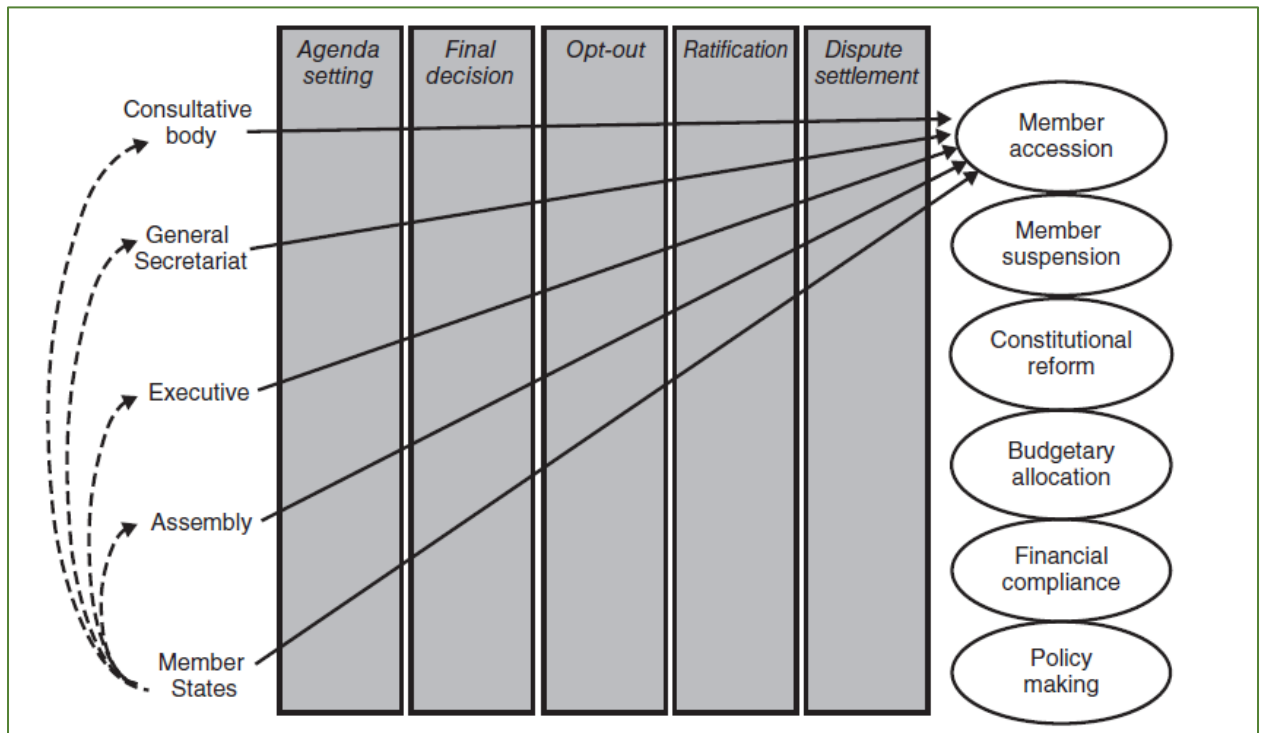 Agenda
setting
Final
decision
Opt-out
Ratification
Dispute
settlement
Consultative
body
General
Secretariat
Executive
Assembly
Member
States
Member
accession
Member
suspension
Constitutional
reform
Budgetary
allocation
Financial
compliance
Policy
making